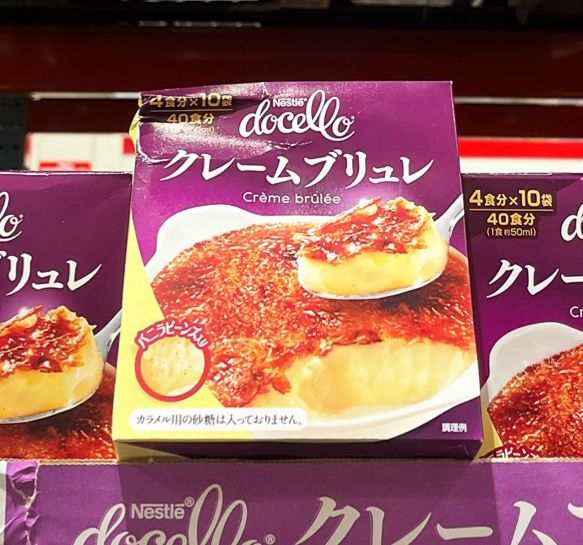 4食分×10袋
40食分
Nestlé
docello
クレームブリュレ
Crème brûlée
バニラビーンズ入り
カラメル用の砂糖は入っておりません。
調理例
ブリュレ
4食分×10袋
40食分
(1食約50ml)
クレー
Nestlé®
docello®
クレーム